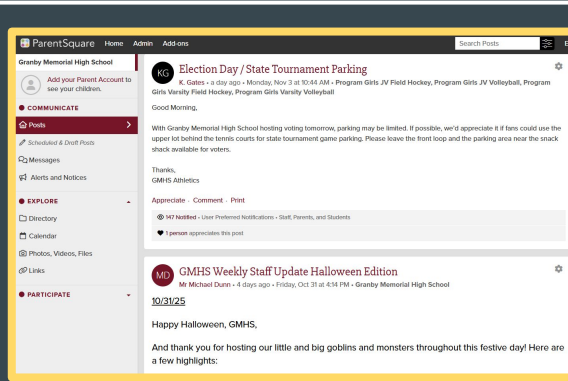 ParentSquare Home Admin Add-ons Search Posts
Granby Memorial High School
Add your Parent Account to
see your children.
COMMUNICATE
Posts
Scheduled & Draft Posts
Messages
Alerts and Notices
EXPLORE
Directory
Calendar
Photos, Videos, Files
Links
PARTICIPATE
KG
Election Day / State Tournament Parking
K. Gates • a day ago • Monday, Nov 3 at 10:44 AM • Program Girls JV Field Hockey, Program Girls JV Volleyball, Program
Girls Varsity Field Hockey, Program Girls Varsity Volleyball
Good Morning,
With Granby Memorial High School hosting voting tomorrow, parking may be limited. If possible, we'd appreciate it if fans could use the
upper lot behind the tennis courts for state tournament game parking. Please leave the front loop and the parking area near the snack
shack available for voters.
Thanks,
GMHS Athletics
Appreciate • Comment • Print
147 Notified • User Preferred Notifications • Staff, Parents, and Students
1 person appreciates this post
MD
GMHS Weekly Staff Update Halloween Edition
Mr Michael Dunn • 4 days ago • Friday, Oct 31 at 4:14 PM • Granby Memorial High School
10/31/25
Happy Halloween, GMHS,
And thank you for hosting our little and big goblins and monsters throughout this festive day! Here are
a few highlights: